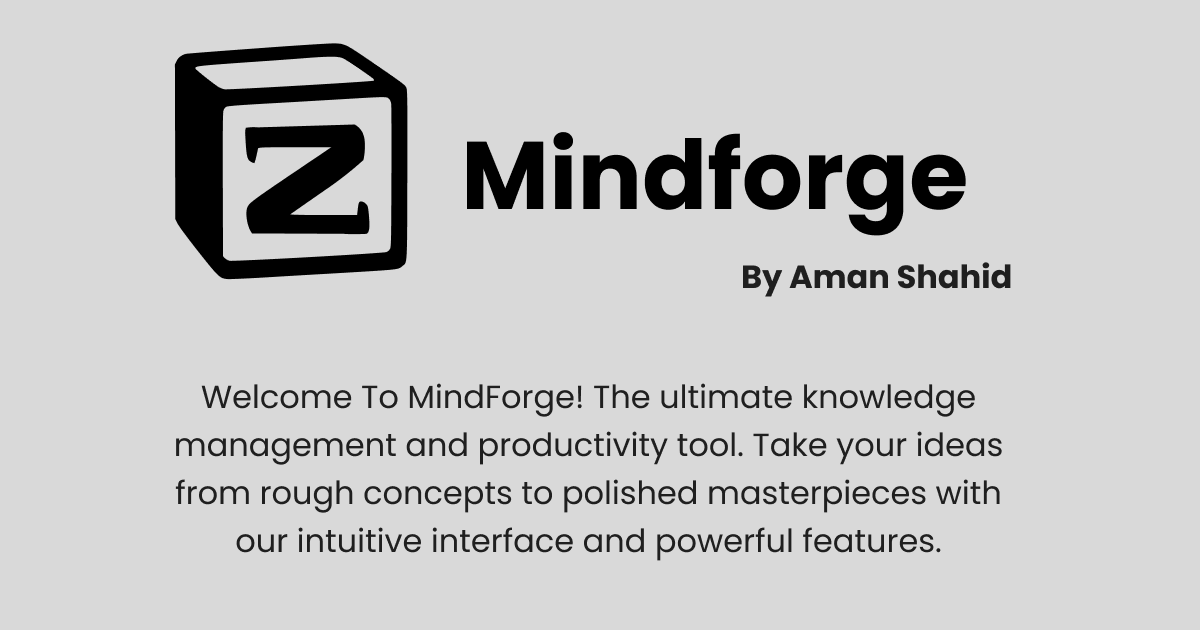 Z
Mindforge
By Aman Shahid
Welcome To MindForge! The ultimate knowledge
management and productivity tool. Take your ideas
from rough concepts to polished masterpieces with
our intuitive interface and powerful features.